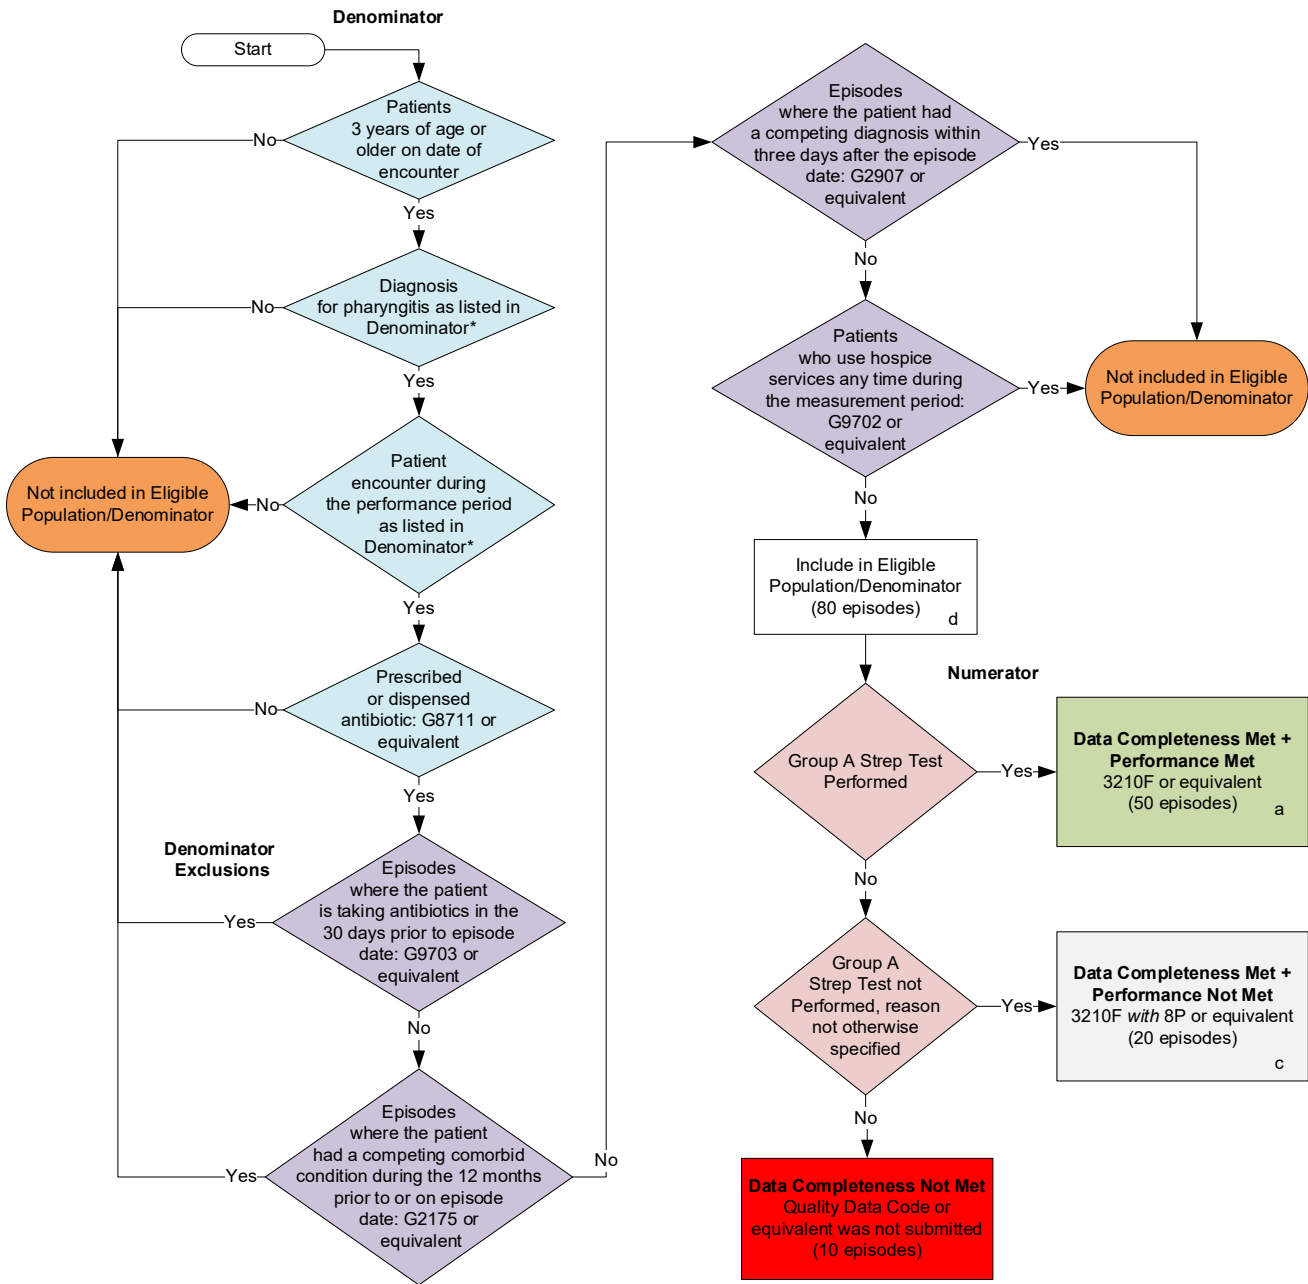 Denominator
Start
Patients
3 years of age or
older on date of
encounter
No
Yes
Diagnosis
for pharyngitis as listed in
Denominator*
No
Yes
Patient
encounter during
the performance period
as listed in
Denominator*
No
Not included in Eligible
Population/Denominator
Yes
Prescribed
or dispensed
antibiotic: G8711 or
equivalent
No
Yes
Denominator
Exclusions
Episodes
where the patient
is taking antibiotics in the
30 days prior to episode
date: G9703 or
equivalent
Yes
No
Episodes
where the patient
had a competing comorbid
condition during the 12 months
prior to or on episode
date: G2175 or
equivalent
Yes
No
Episodes
where the patient had
a competing diagnosis within
three days after the episode
date: G2907 or
equivalent
Yes
No
Patients
who use hospice
services any time during
the measurement period:
G9702 or
equivalent
Yes
Not included in Eligible
Population/Denominator
No
Include in Eligible
Population/Denominator
(80 episodes)
d
Numerator
Group A Strep Test
Performed
Yes
Data Completeness Met +
Performance Met
3210F or equivalent
(50 episodes)
a
No
Group A
Strep Test not
Performed, reason
not otherwise
specified
Yes
Data Completeness Met +
Performance Not Met
3210F with 8P or equivalent
(20 episodes)
c
No
Data Completeness Not Met
Quality Data Code or
equivalent was not submitted
(10 episodes)